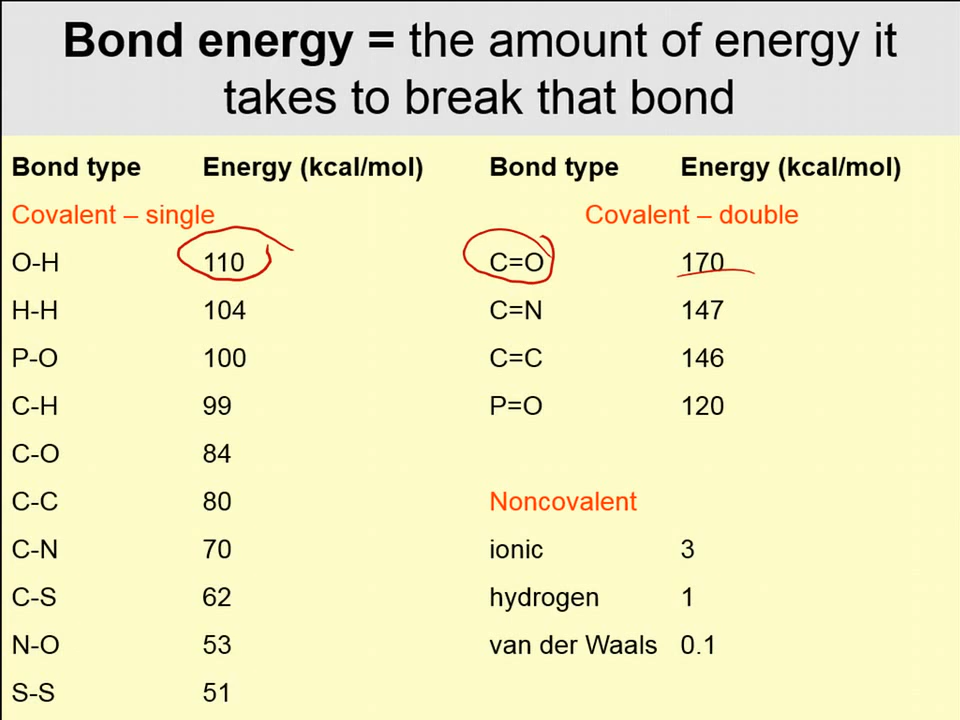 Bond energy = the amount of energy it
takes to break that bond
Bond type Energy (kcal/mol) Bond type Energy (kcal/mol)
Covalent – single Covalent – double
O-H 110 C=O 170
H-H 104 C=N 147
P-O 100 C=C 146
C-H 99 P=O 120
C-O 84
C-C 80 Noncovalent
C-N 70 ionic 3
C-S 62 hydrogen 1
N-O 53 van der Waals 0.1
S-S 51